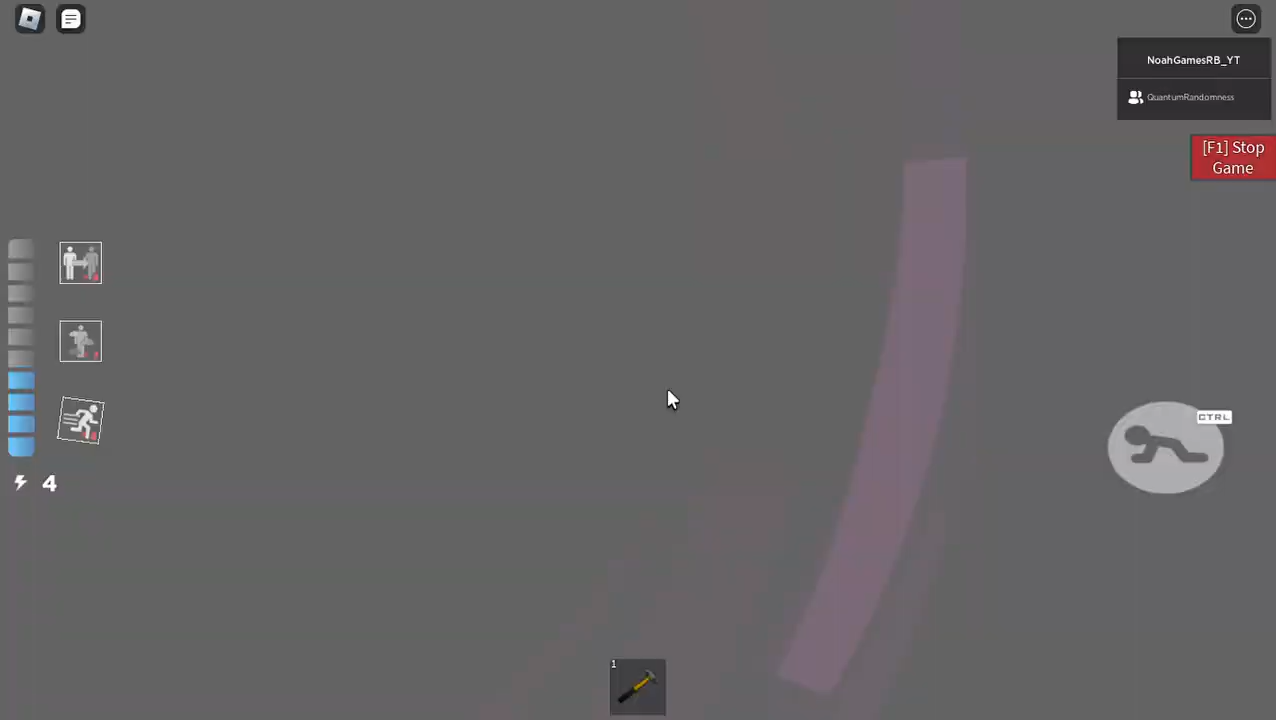 NoahGamesRB_YT
QuantumRandomness
[F1] Stop
Game
CTRL
4
1